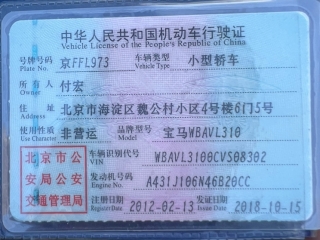 中华人民共和国机动车行驶证
Vehicle License of the People's Republic of China
号牌号码 京FFL973 车辆类型 小型轿车
Plate No. Vehicle Type
所有人 付宏
Owner
住址 北京市海淀区魏公村小区4号楼6门5号
Address
使用性质 非营运 品牌型号 宝马WBAVL310
Use Character Model
北京市公 车辆识别代号 WBAVL3100CVS08302
VIN
安局公安 发动机号码 A431J106N46B20CC
Engine No.
交通管理局 注册日期 2012-02-13 发证日期 2018-10-15
Register Date Issue Date